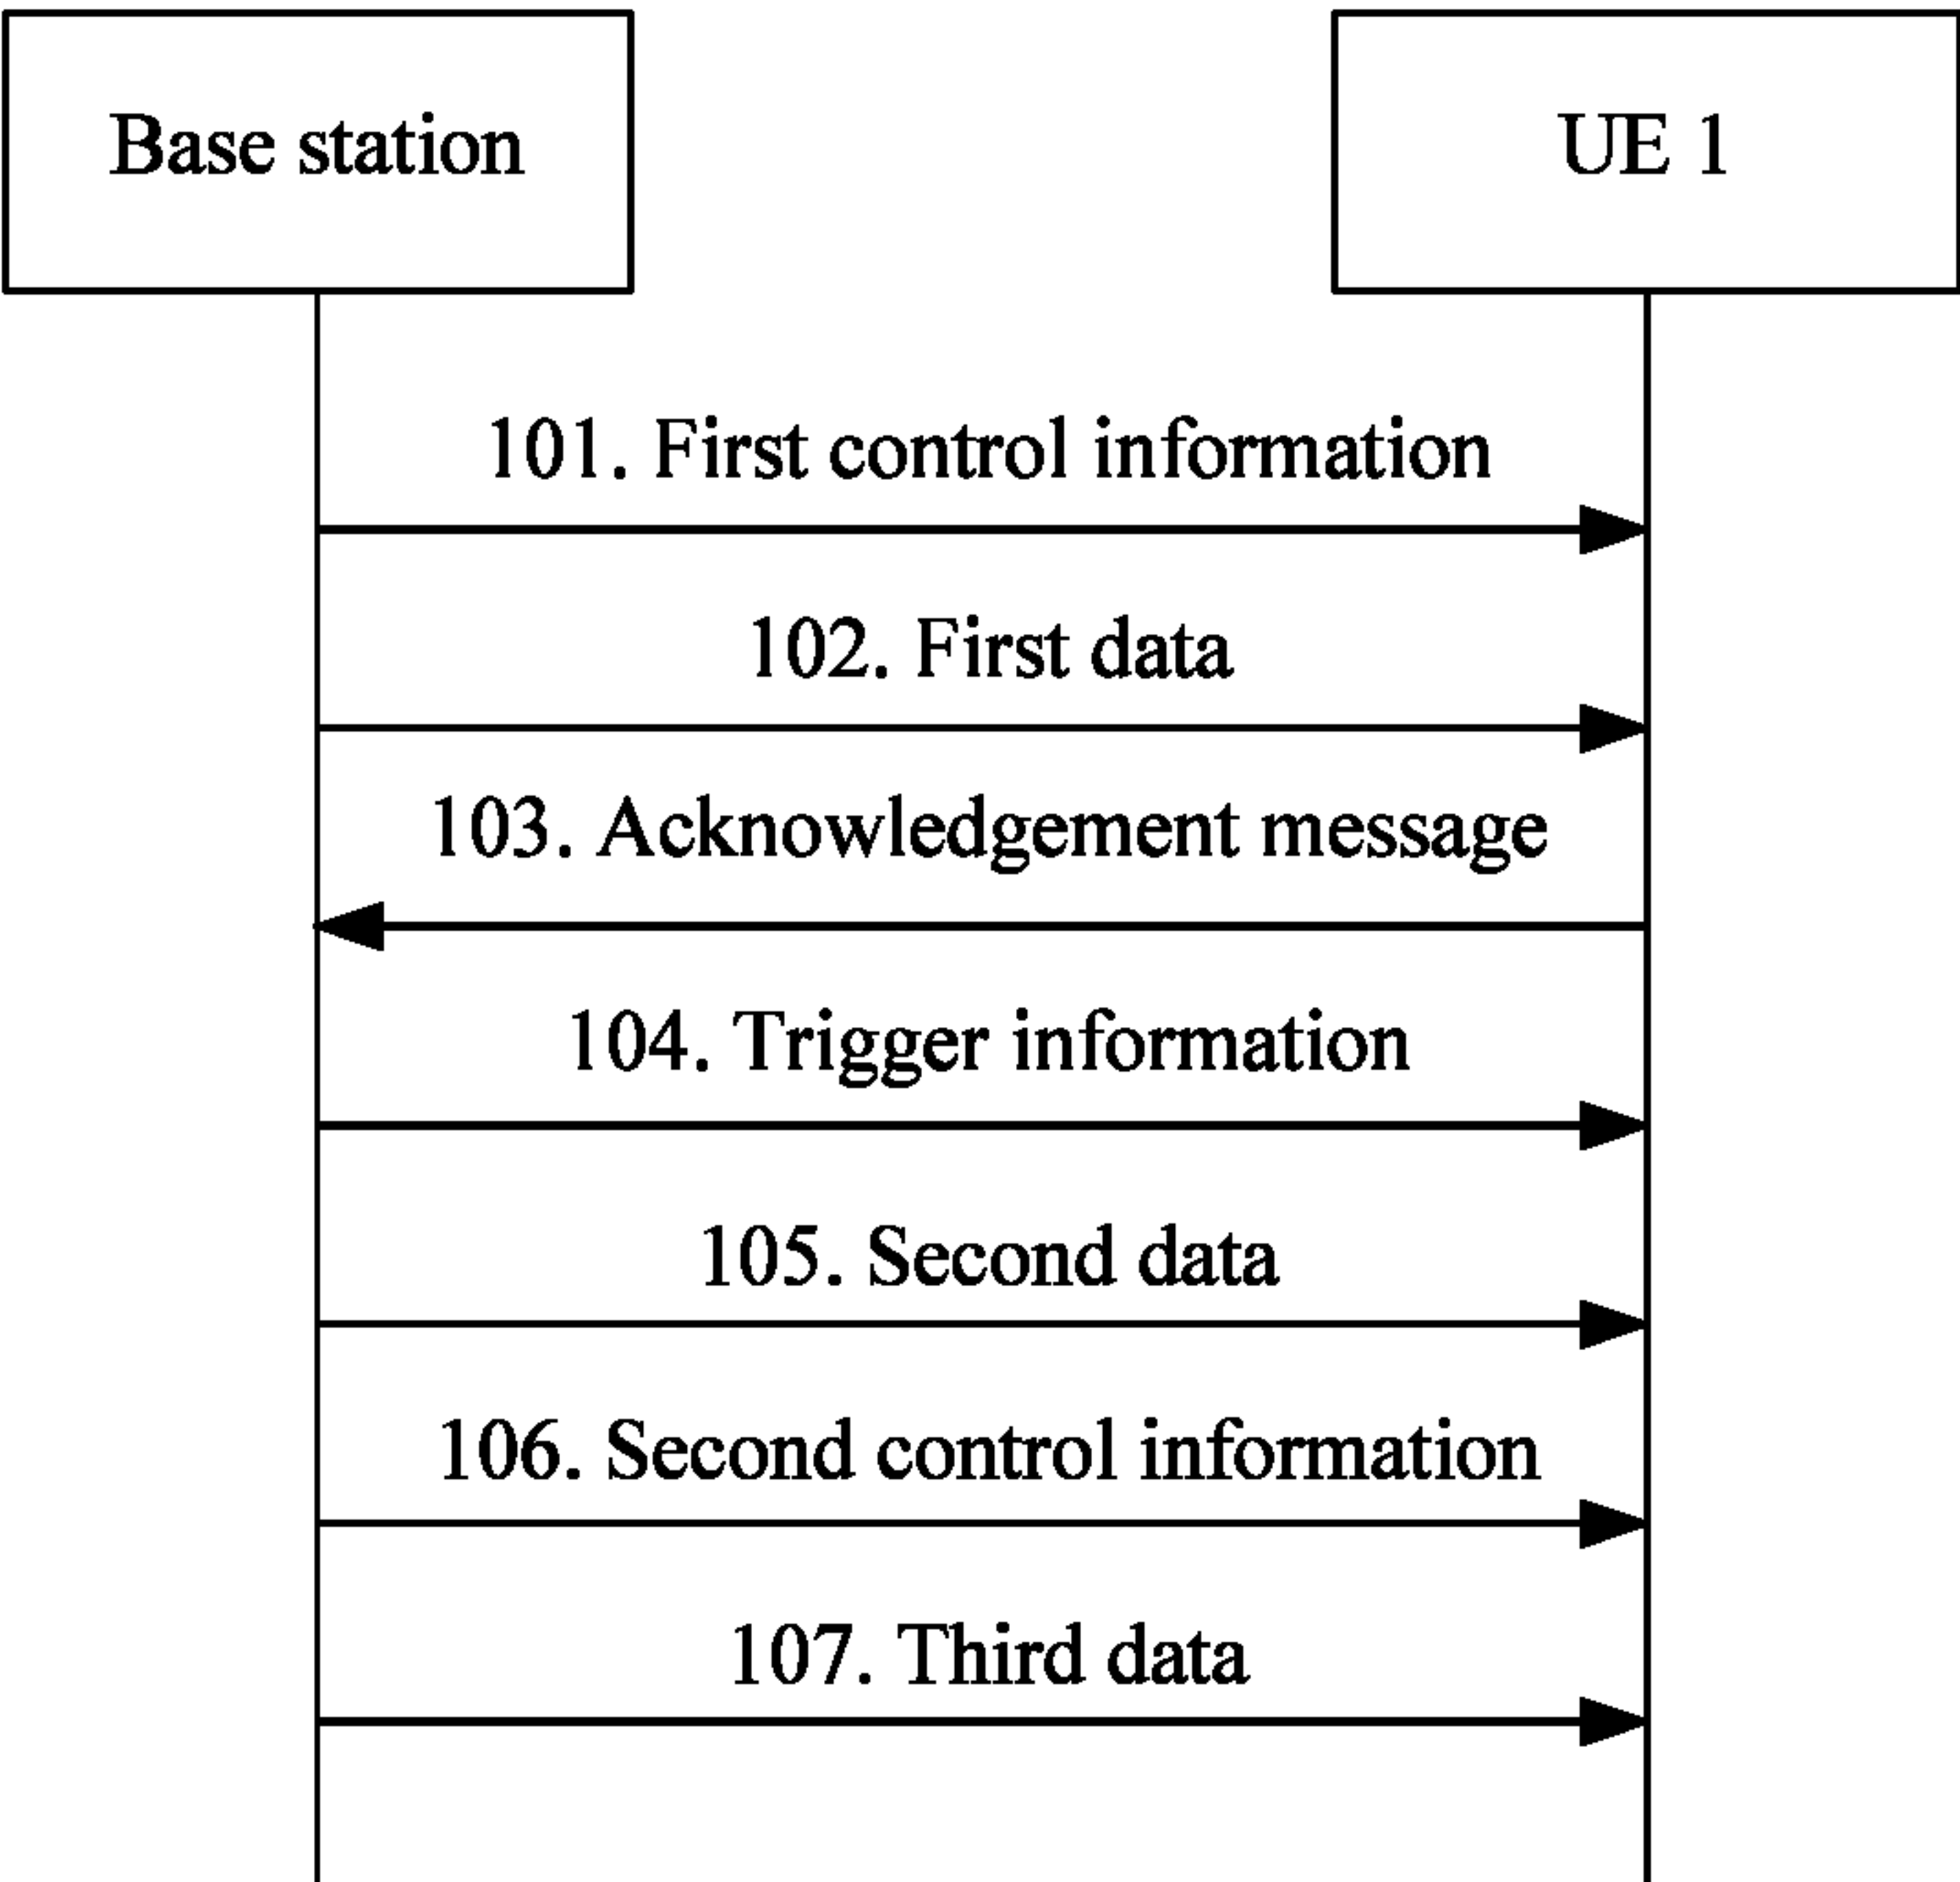 Base station
UE 1
101. First control information
102. First data
103. Acknowledgement message
104. Trigger information
105. Second data
106. Second control information
107. Third data